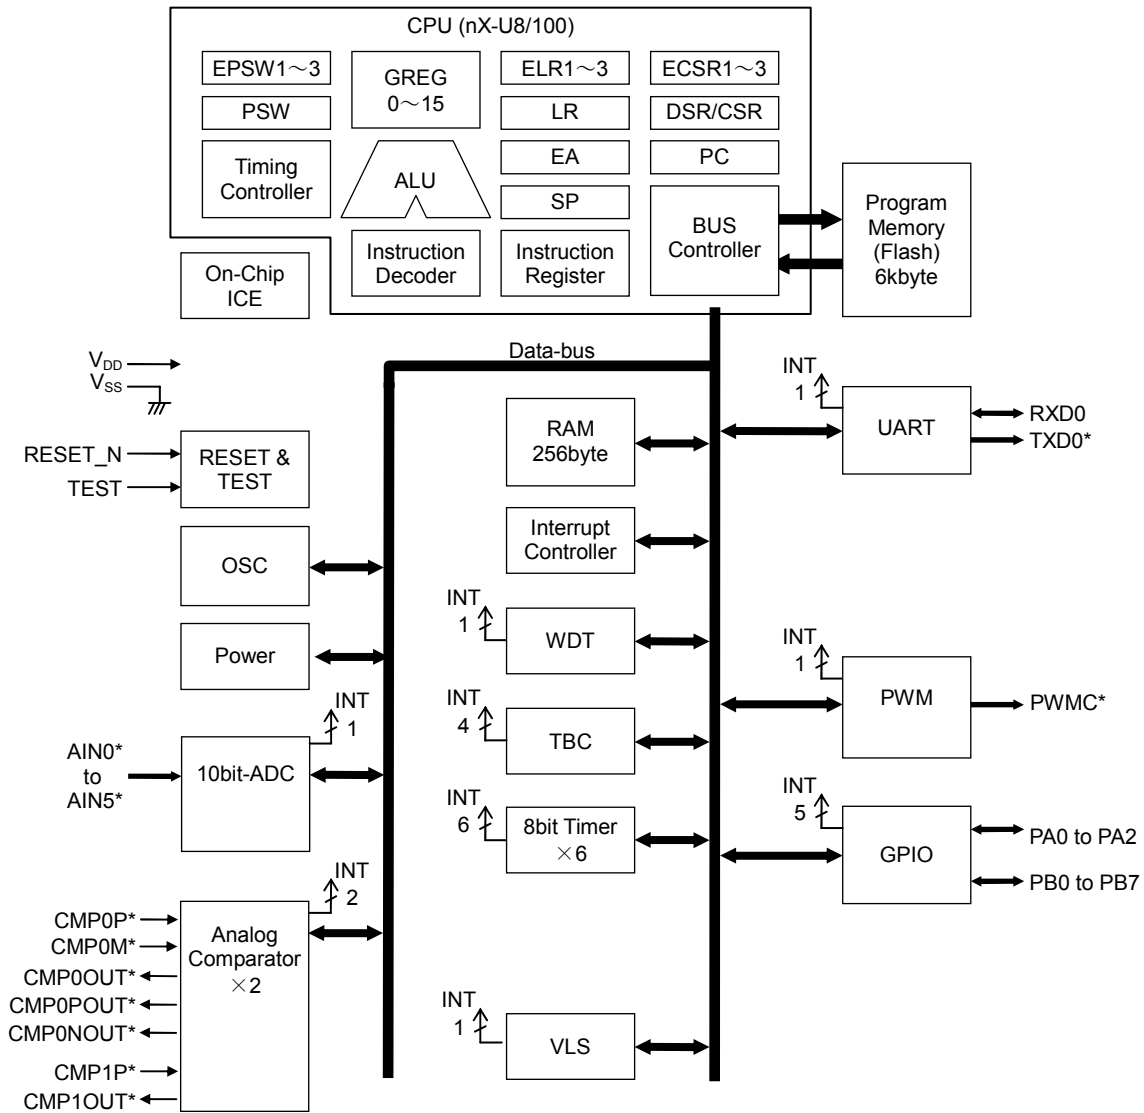 CPU (nX-U8/100)
EPSW1～3
GREG
0～15
ELR1～3
ECSR1～3
PSW
LR
DSR/CSR
Timing
Controller
ALU
EA
PC
SP
BUS
Controller
Program
Memory
(Flash)
6kbyte
Instruction
Decoder
Instruction
Register
On-Chip
ICE
Data-bus
VDD
VSS
INT
1
RAM
256byte
UART
RXD0
TXD0*
RESET_N
TEST
RESET &
TEST
OSC
Interrupt
Controller
Power
INT
1
WDT
INT
1
PWM
PWMC*
INT
1
AIN0*
to
AIN5*
10bit-ADC
INT
4
TBC
INT
6
8bit Timer
×6
INT
5
GPIO
PA0 to PA2
PB0 to PB7
INT
2
CMP0P*
CMP0M*
CMP0OUT*
CMP0POUT*
CMP0NOUT*
CMP1P*
CMP1OUT*
Analog
Comparator
×2
INT
1
VLS